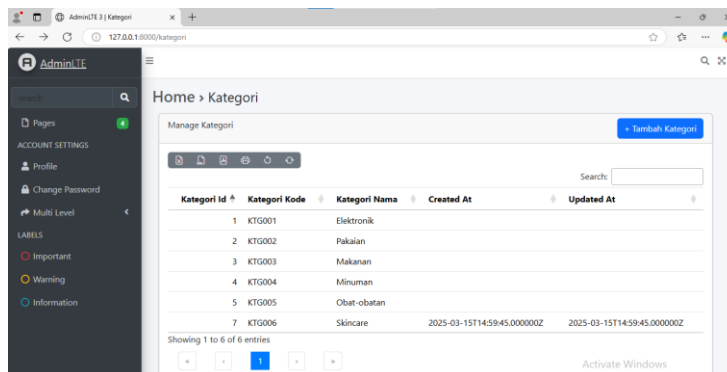 AdminLTE 3 | Kategori
127.0.0.1:8000/kategori
AdminLTE
search
Home › Kategori
Pages 4
ACCOUNT SETTINGS
Profile
Change Password
Multi Level
LABELS
Important
Warning
Information
Manage Kategori
+ Tambah Kategori
Search:
Kategori Id Kategori Kode Kategori Nama Created At Updated At
1 KTG001 Elektronik
2 KTG002 Pakaian
3 KTG003 Makanan
4 KTG004 Minuman
5 KTG005 Obat-obatan
7 KTG006 Skincare 2025-03-15T14:59:45.000000Z 2025-03-15T14:59:45.000000Z
Showing 1 to 6 of 6 entries
« ‹ 1 › »
Activate Windows